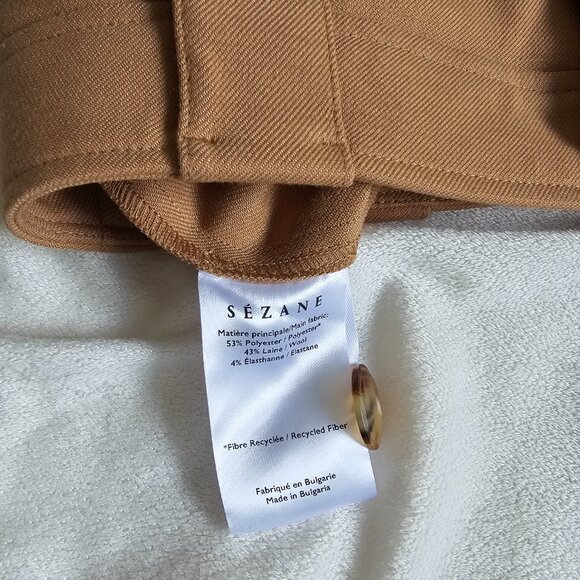 SÉZANE
Matière principale/Main fabric:
53% Polyester / Polyester*
43% Laine / Wool
4% Élasthanne / Elastane
*Fibre Recyclée / Recycled Fiber
Fabriqué en Bulgarie
Made in Bulgaria